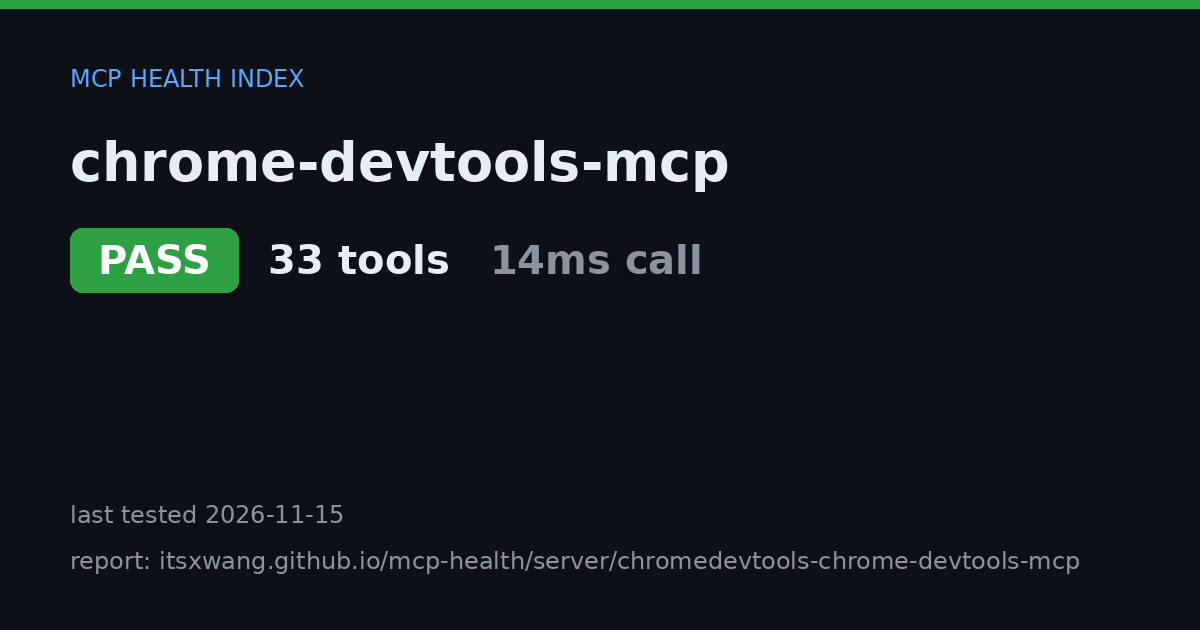 MCP HEALTH INDEX
chrome-devtools-mcp
PASS 33 tools 14ms call
last tested 2026-11-15
report: itsxwang.github.io/mcp-health/server/chromedevtools-chrome-devtools-mcp